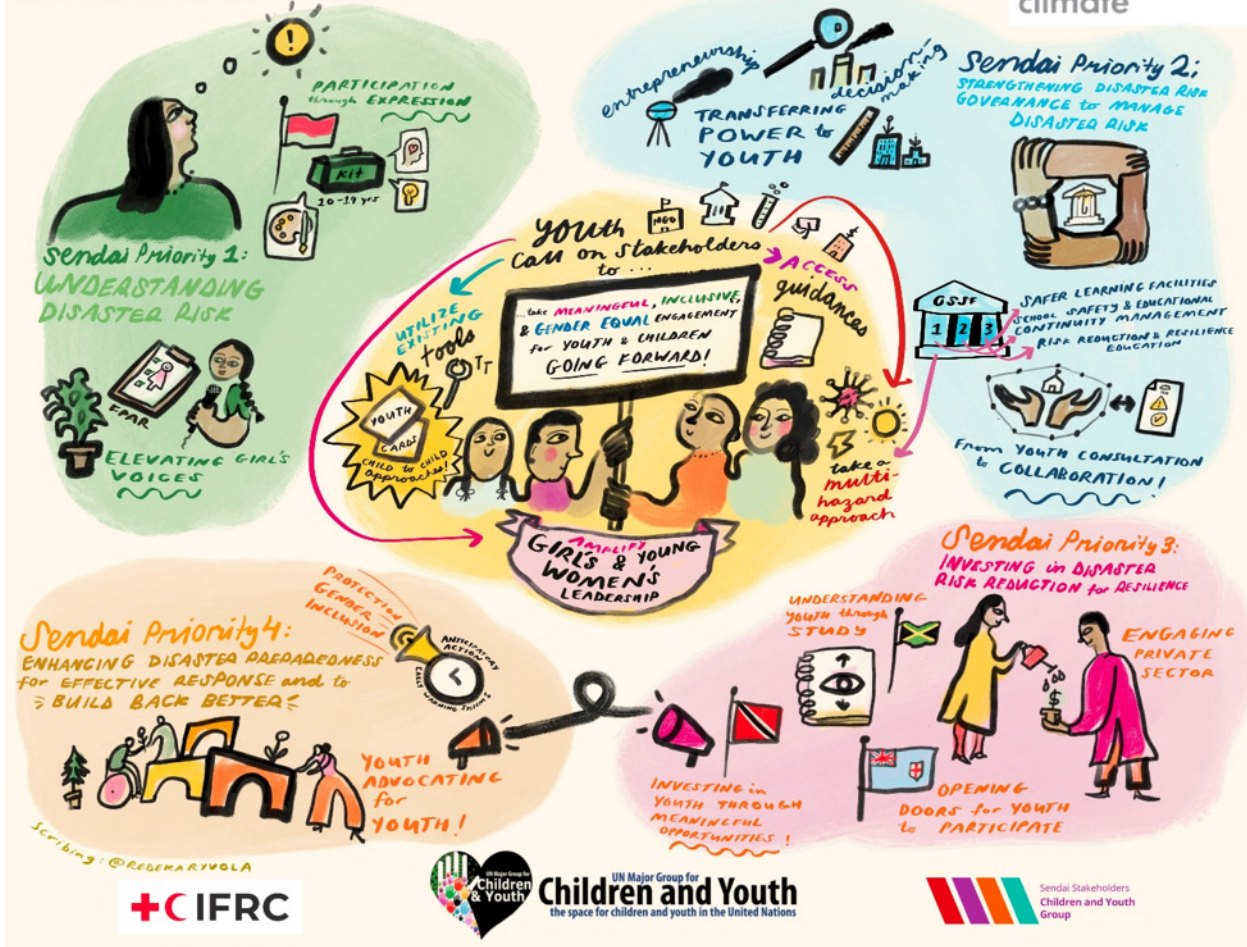 climate
PARTICIPATION
through EXPRESSION
Kit
10-19 yrs
Sendai Priority 1:
UNDERSTANDING
DISASTER RISK
FPAR
ELEVATING GIRL'S
VOICES
entrepreneurship
decision-
making
TRANSFERRING
POWER to
YOUTH
Sendai Priority 2:
STRENGTHENING DISASTER RISK
GOVERNANCE to MANAGE
DISASTER RISK
GSSF
1 2 3
SAFER LEARNING FACILITIES
SCHOOL SAFETY & EDUCATIONAL
CONTINUITY MANAGEMENT
RISK REDUCTION & RESILIENCE
EDUCATION
FROM YOUTH CONSULTATION
to COLLABORATION!
NGO
YOUTH
CALL on Stakeholders
to ...
UTILIZE
EXISTING
tools
ACCESS
guidances
...take MEANINGFUL, INCLUSIVE,
& GENDER EQUAL ENGAGEMENT
for YOUTH & CHILDREN
GOING FORWARD!
YOUTH
CARDS
CHILD to CHILD
approaches!
take a
multi-
hazard
approach
AMPLIFY
GIRL'S & YOUNG
WOMEN'S
LEADERSHIP
Sendai Priority 3:
INVESTING in DISASTER
RISK REDUCTION for RESILIENCE
UNDERSTANDING
YOUTH through
STUDY
ENGAGING
PRIVATE
SECTOR
$
INVESTING in
YOUTH THROUGH
MEANINGFUL
OPPORTUNITIES!
OPENING
DOORS for YOUTH
to PARTICIPATE
Sendai Priority 4:
ENHANCING DISASTER PREPAREDNESS
for EFFECTIVE RESPONSE and to
BUILD BACK BETTER
PROTECTION
GENDER
INCLUSION
ANTICIPATORY
ACTION
EARLY WARNING SYSTEMS
YOUTH
ADVOCATING
for
YOUTH!
Scribing: @REBEKARYVOLA
IFRC
UN Major Group for
Children
& Youth
UN Major Group for
Children and Youth
the space for children and youth in the United Nations
Sendai Stakeholders
Children and Youth
Group